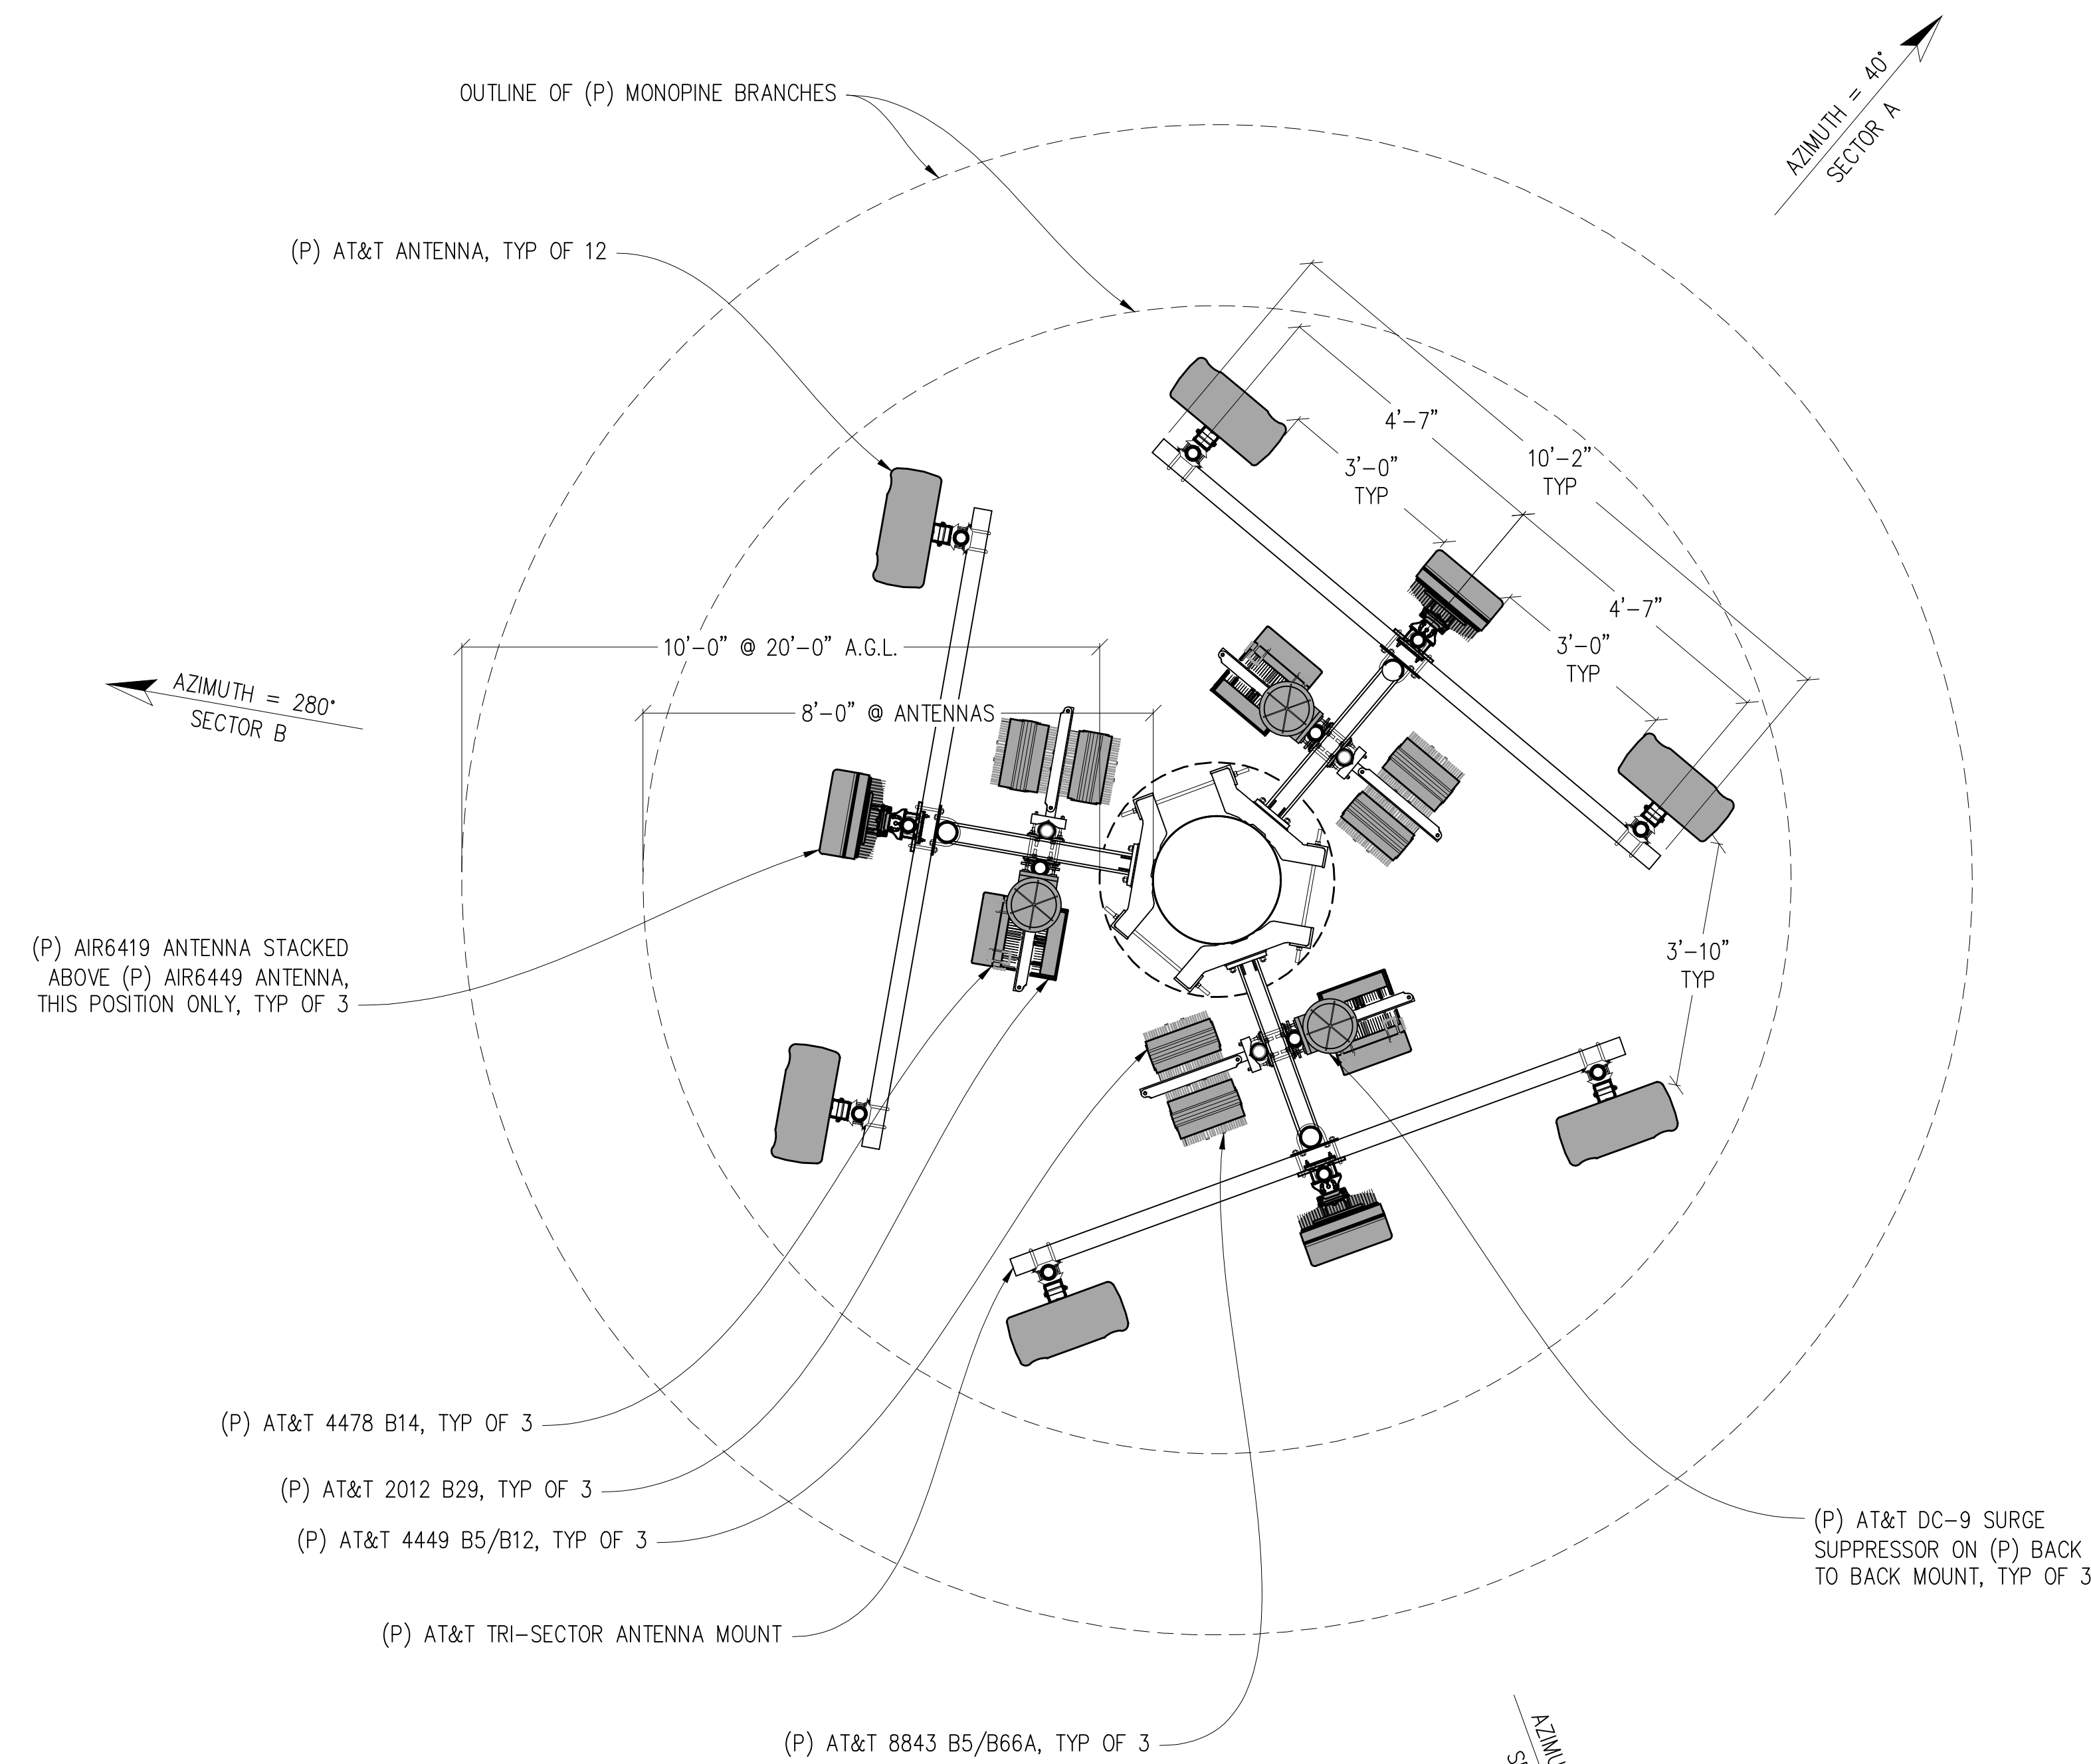 OUTLINE OF (P) MONOPINE BRANCHES
AZIMUTH = 40°
SECTOR A
(P) AT&T ANTENNA, TYP OF 12
4'-7"
10'-2"
TYP
3'-0"
TYP
4'-7"
3'-0"
TYP
10'-0" @ 20'-0" A.G.L.
8'-0" @ ANTENNAS
AZIMUTH = 280°
SECTOR B
(P) AIR6419 ANTENNA STACKED
ABOVE (P) AIR6449 ANTENNA,
THIS POSITION ONLY, TYP OF 3
3'-10"
TYP
(P) AT&T 4478 B14, TYP OF 3
(P) AT&T 2012 B29, TYP OF 3
(P) AT&T 4449 B5/B12, TYP OF 3
(P) AT&T DC-9 SURGE
SUPPRESSOR ON (P) BACK
TO BACK MOUNT, TYP OF 3
(P) AT&T TRI-SECTOR ANTENNA MOUNT
(P) AT&T 8843 B5/B66A, TYP OF 3